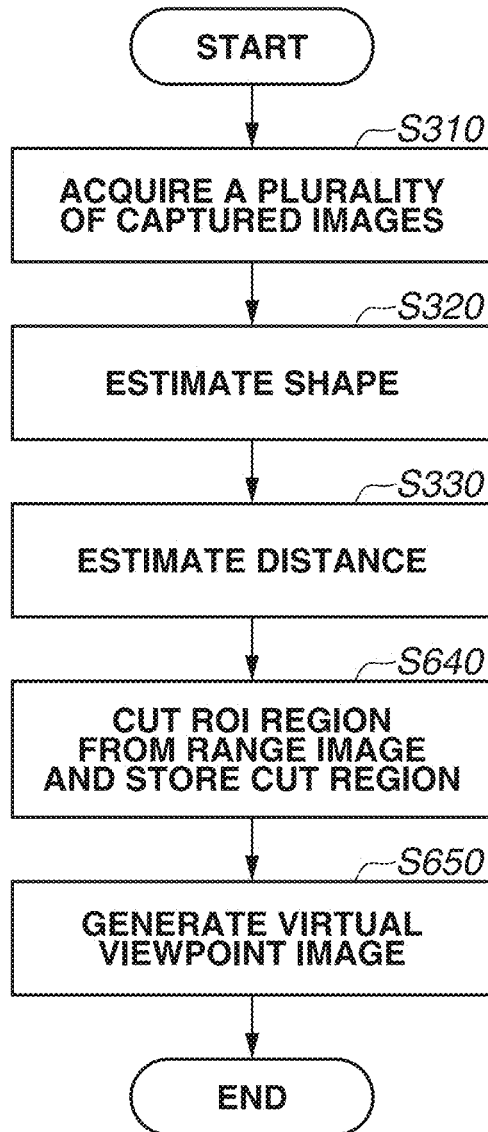 START
S310
ACQUIRE A PLURALITY
OF CAPTURED IMAGES
S320
ESTIMATE SHAPE
S330
ESTIMATE DISTANCE
S640
CUT ROI REGION
FROM RANGE IMAGE
AND STORE CUT REGION
S650
GENERATE VIRTUAL
VIEWPOINT IMAGE
END